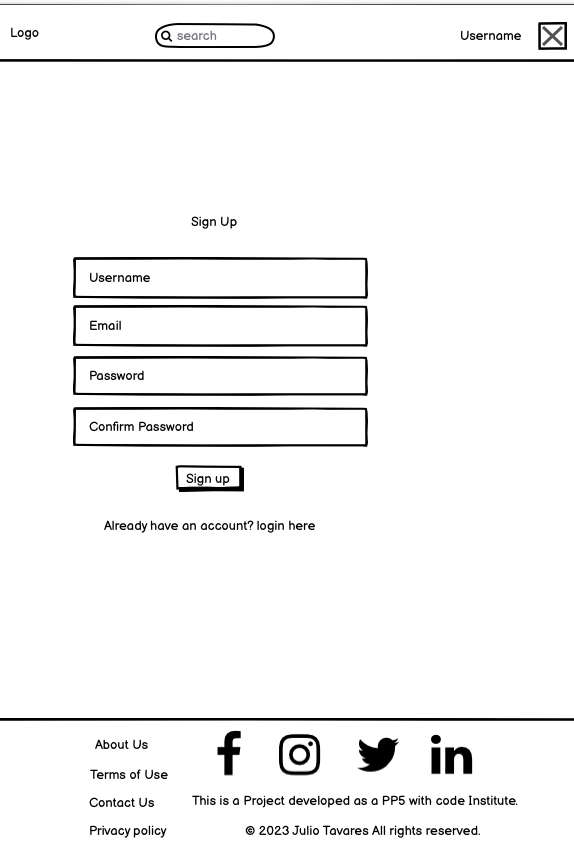 Logo
search
Username
Sign Up
Username
Email
Password
Confirm Password
Sign up
Already have an account? login here
About Us
Terms of Use
Contact Us
This is a Project developed as a PP5 with code Institute.
Privacy policy
© 2023 Julio Tavares All rights reserved.